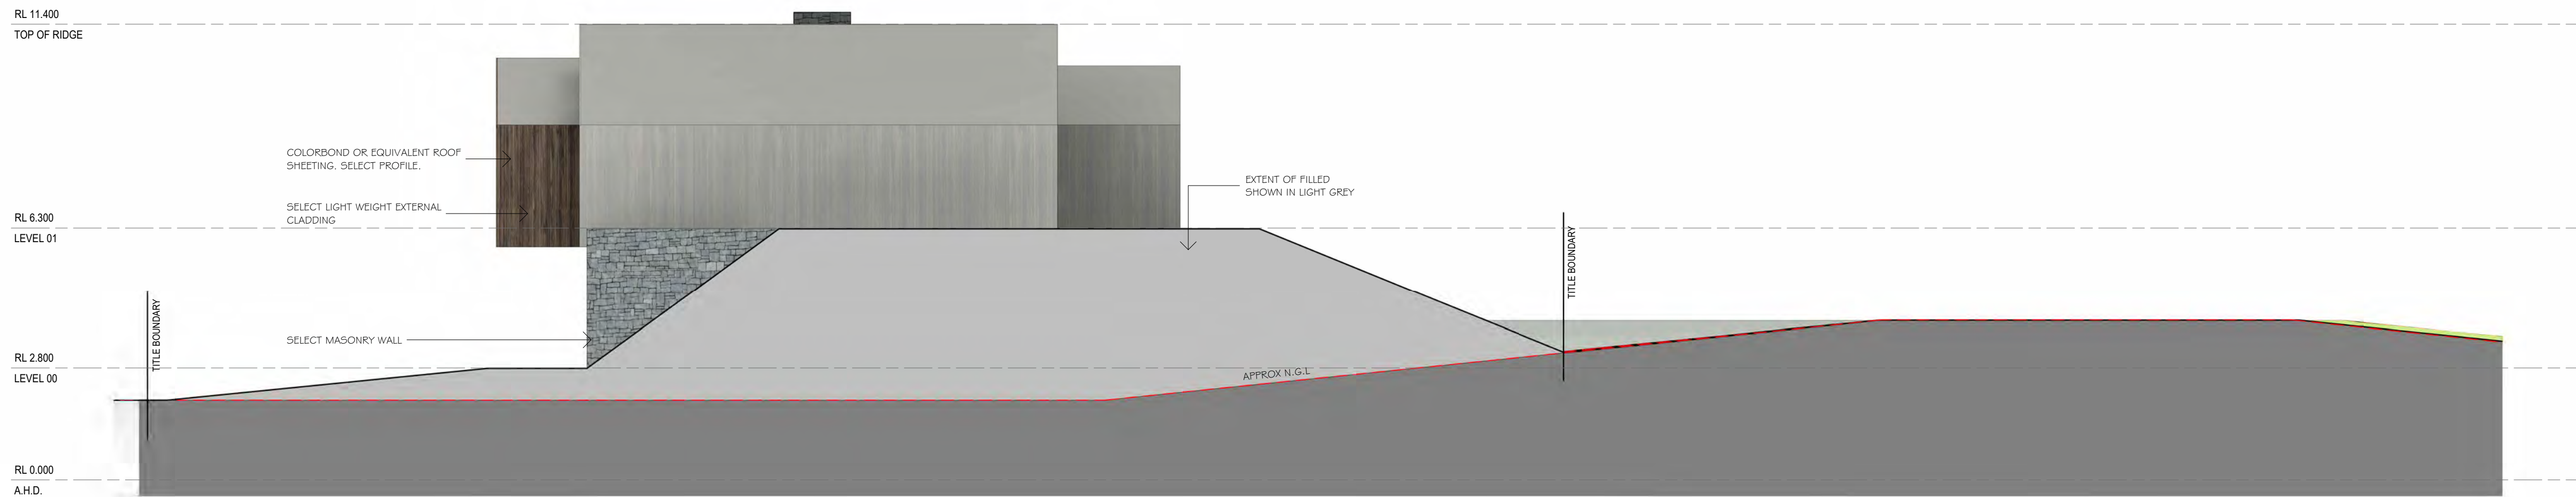 RL 11.400
TOP OF RIDGE
COLORBOND OR EQUIVALENT ROOF
SHEETING. SELECT PROFILE.
EXTENT OF FILLED
SHOWN IN LIGHT GREY
SELECT LIGHT WEIGHT EXTERNAL
CLADDING
RL 6.300
LEVEL 01
TITLE BOUNDARY
TITLE BOUNDARY
SELECT MASONRY WALL
RL 2.800
LEVEL 00
APPROX N.G.L
RL 0.000
A.H.D.